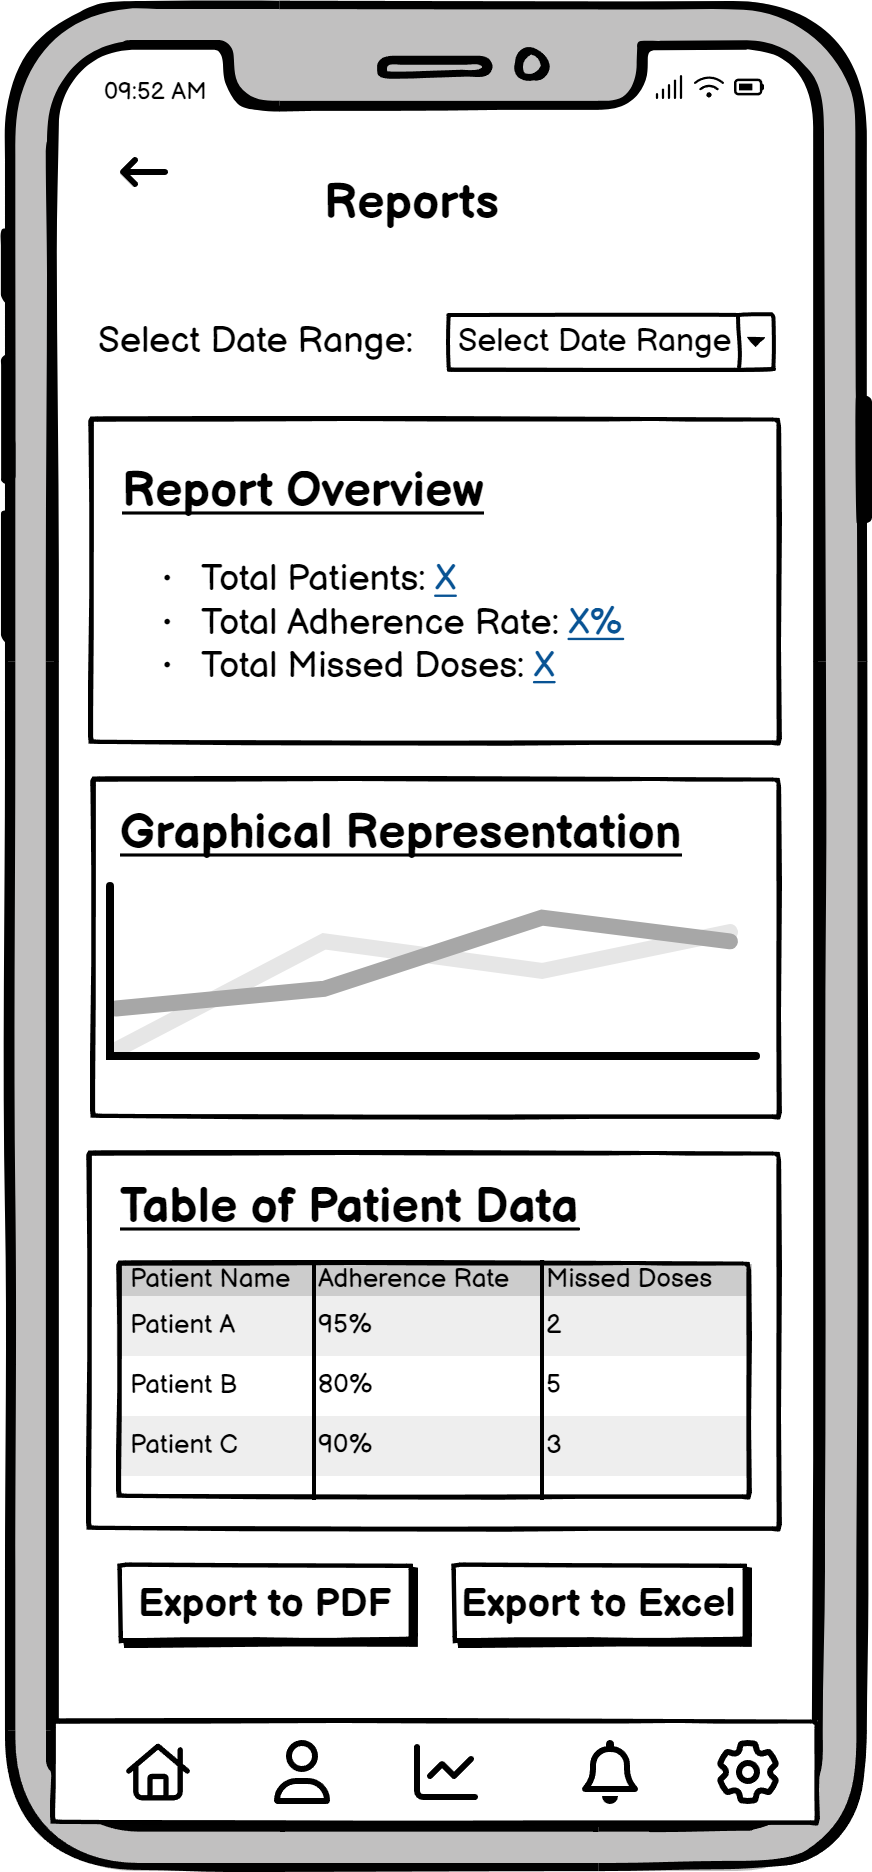 09:52 AM
Reports
Select Date Range: Select Date Range
Report Overview
• Total Patients: X
• Total Adherence Rate: X%
• Total Missed Doses: X
Graphical Representation
Table of Patient Data
Patient Name Adherence Rate Missed Doses
Patient A 95% 2
Patient B 80% 5
Patient C 90% 3
Export to PDF Export to Excel